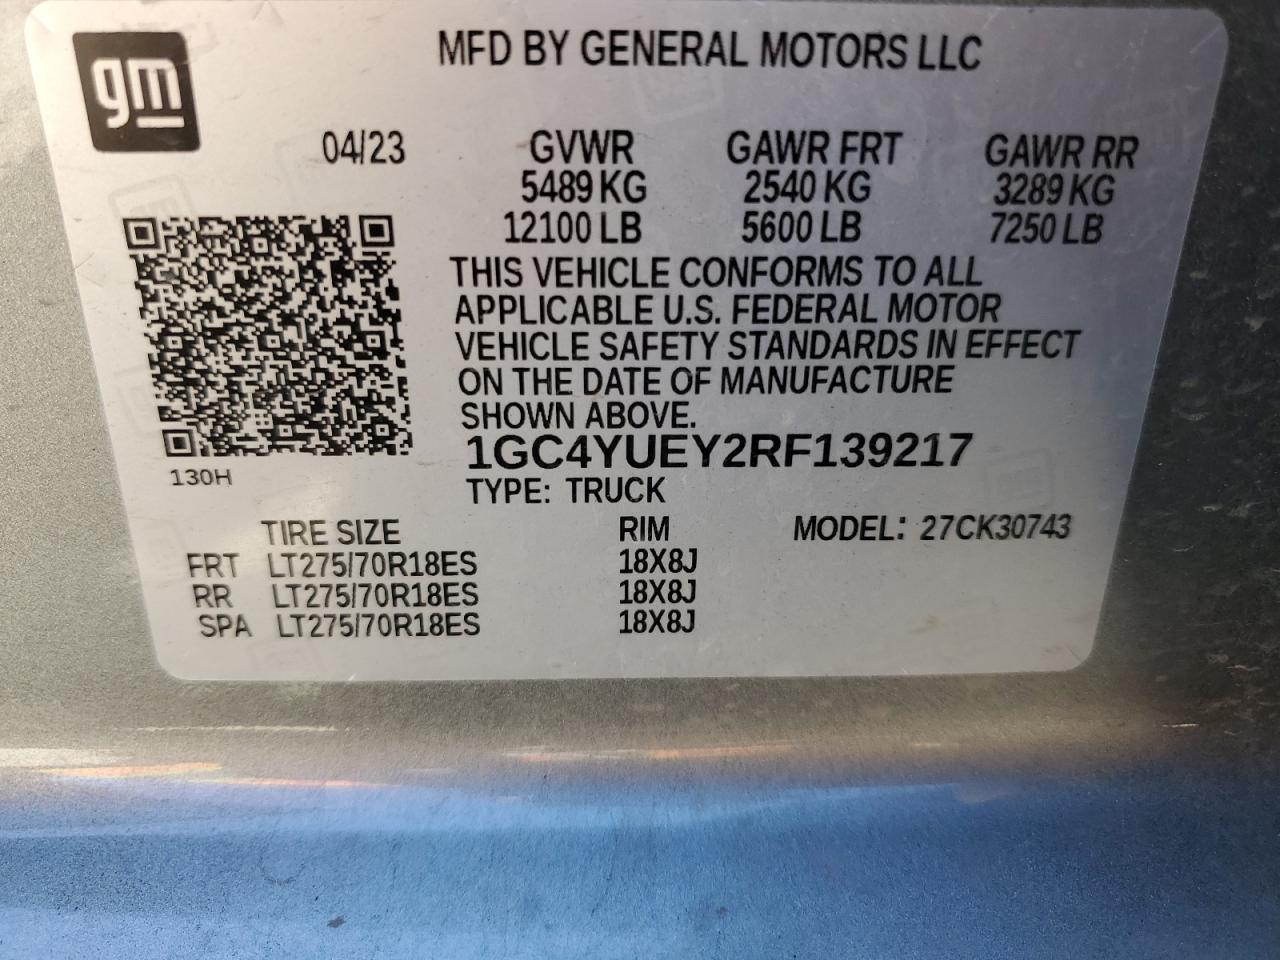 gm
MFD BY GENERAL MOTORS LLC
04/23 GVWR GAWR FRT GAWR RR
5489 KG 2540 KG 3289 KG
12100 LB 5600 LB 7250 LB
THIS VEHICLE CONFORMS TO ALL
APPLICABLE U.S. FEDERAL MOTOR
VEHICLE SAFETY STANDARDS IN EFFECT
ON THE DATE OF MANUFACTURE
SHOWN ABOVE.
1GC4YUEY2RF139217
130H
TYPE: TRUCK
TIRE SIZE RIM MODEL: 27CK30743
FRT LT275/70R18ES 18X8J
RR LT275/70R18ES 18X8J
SPA LT275/70R18ES 18X8J